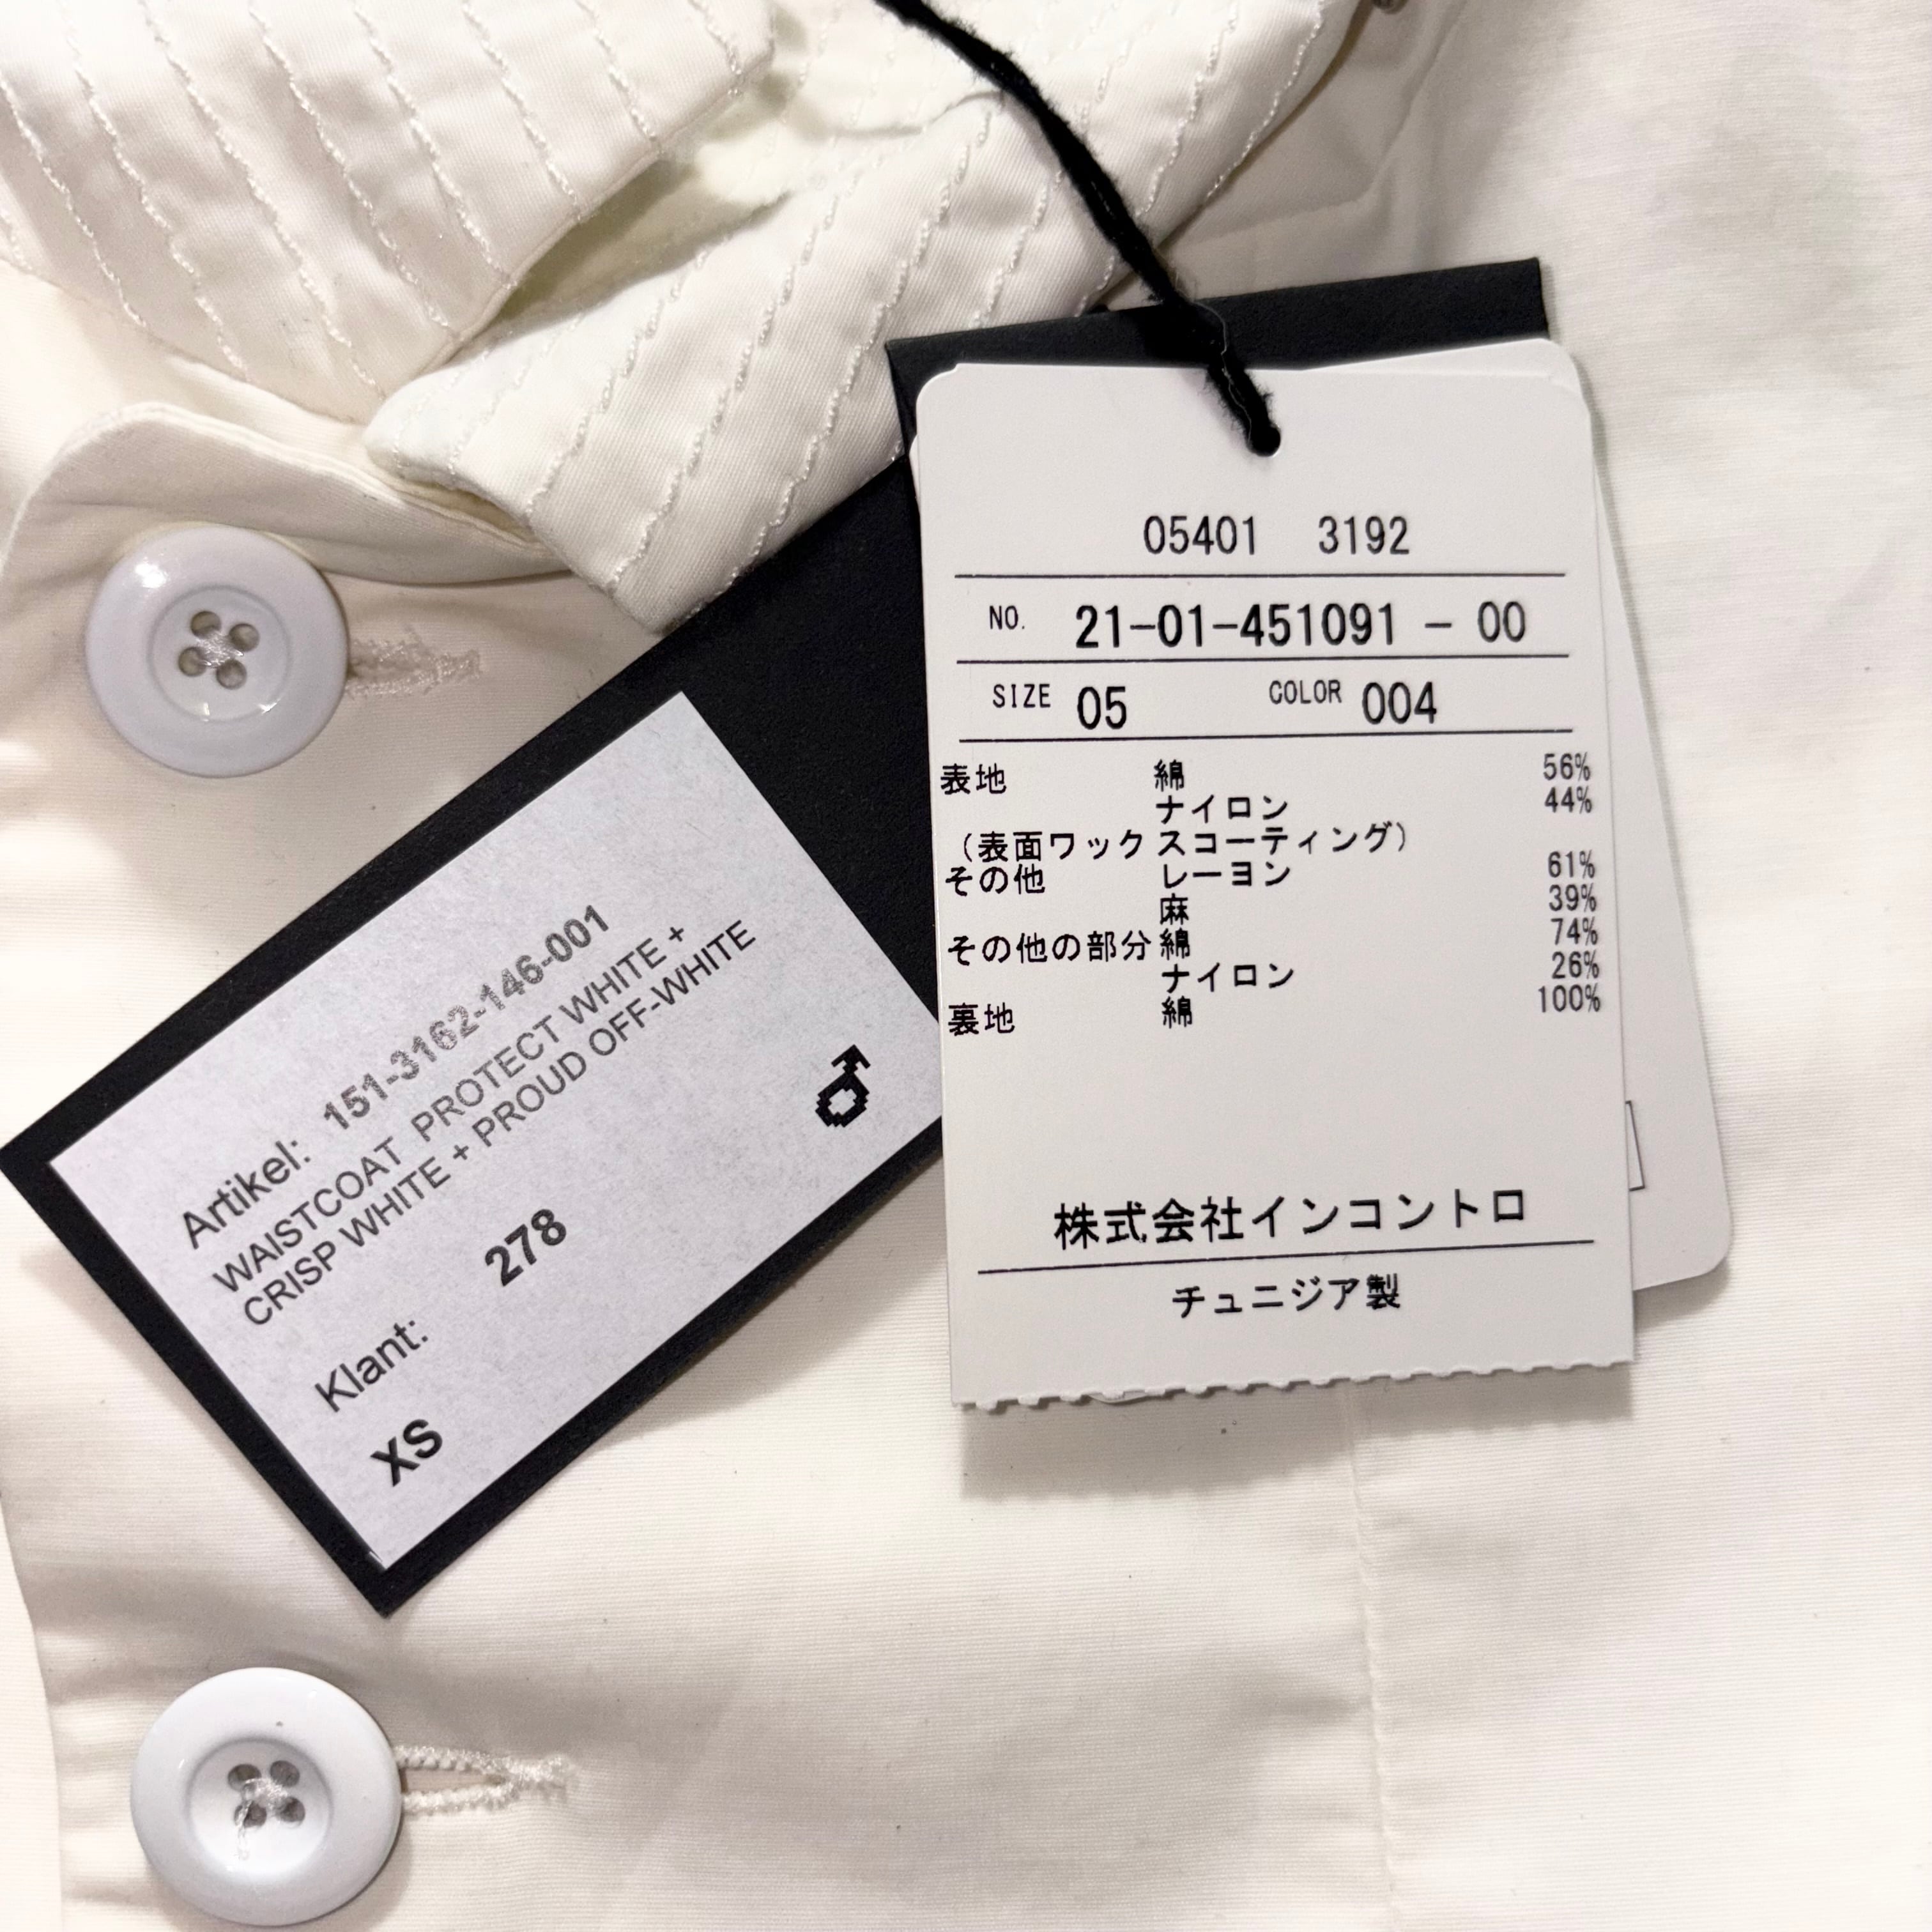 Artikel: 151-3162-146-001
WAISTCOAT PROTECT WHITE +
CRISP WHITE + PROUD OFF-WHITE
Klant: 278
XS
05401 3192
NO. 21-01-451091 - 00
SIZE 05 COLOR 004
表地 綿 56%
ナイロン 44%
(表面ワックスコーティング)
その他 レーヨン 61%
麻 39%
その他の部分 綿 74%
ナイロン 26%
裏地 綿 100%
株式会社インコントロ
チュニジア製